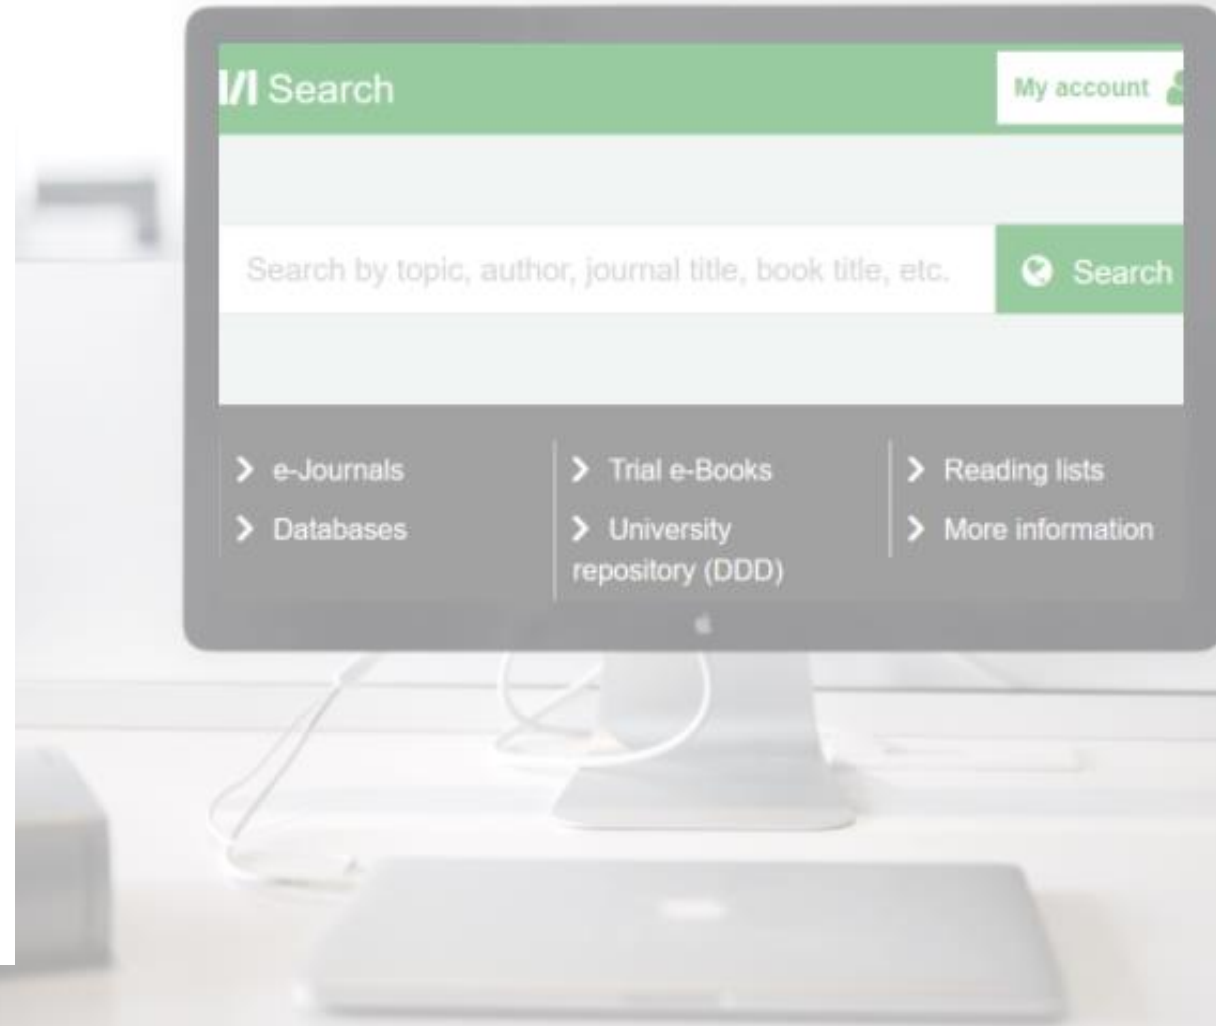 Search
My account
Search by topic, author, journal title, book title, etc.
Search
e-Journals
Trial e-Books
Reading lists
Databases
University
repository (DDD)
More information